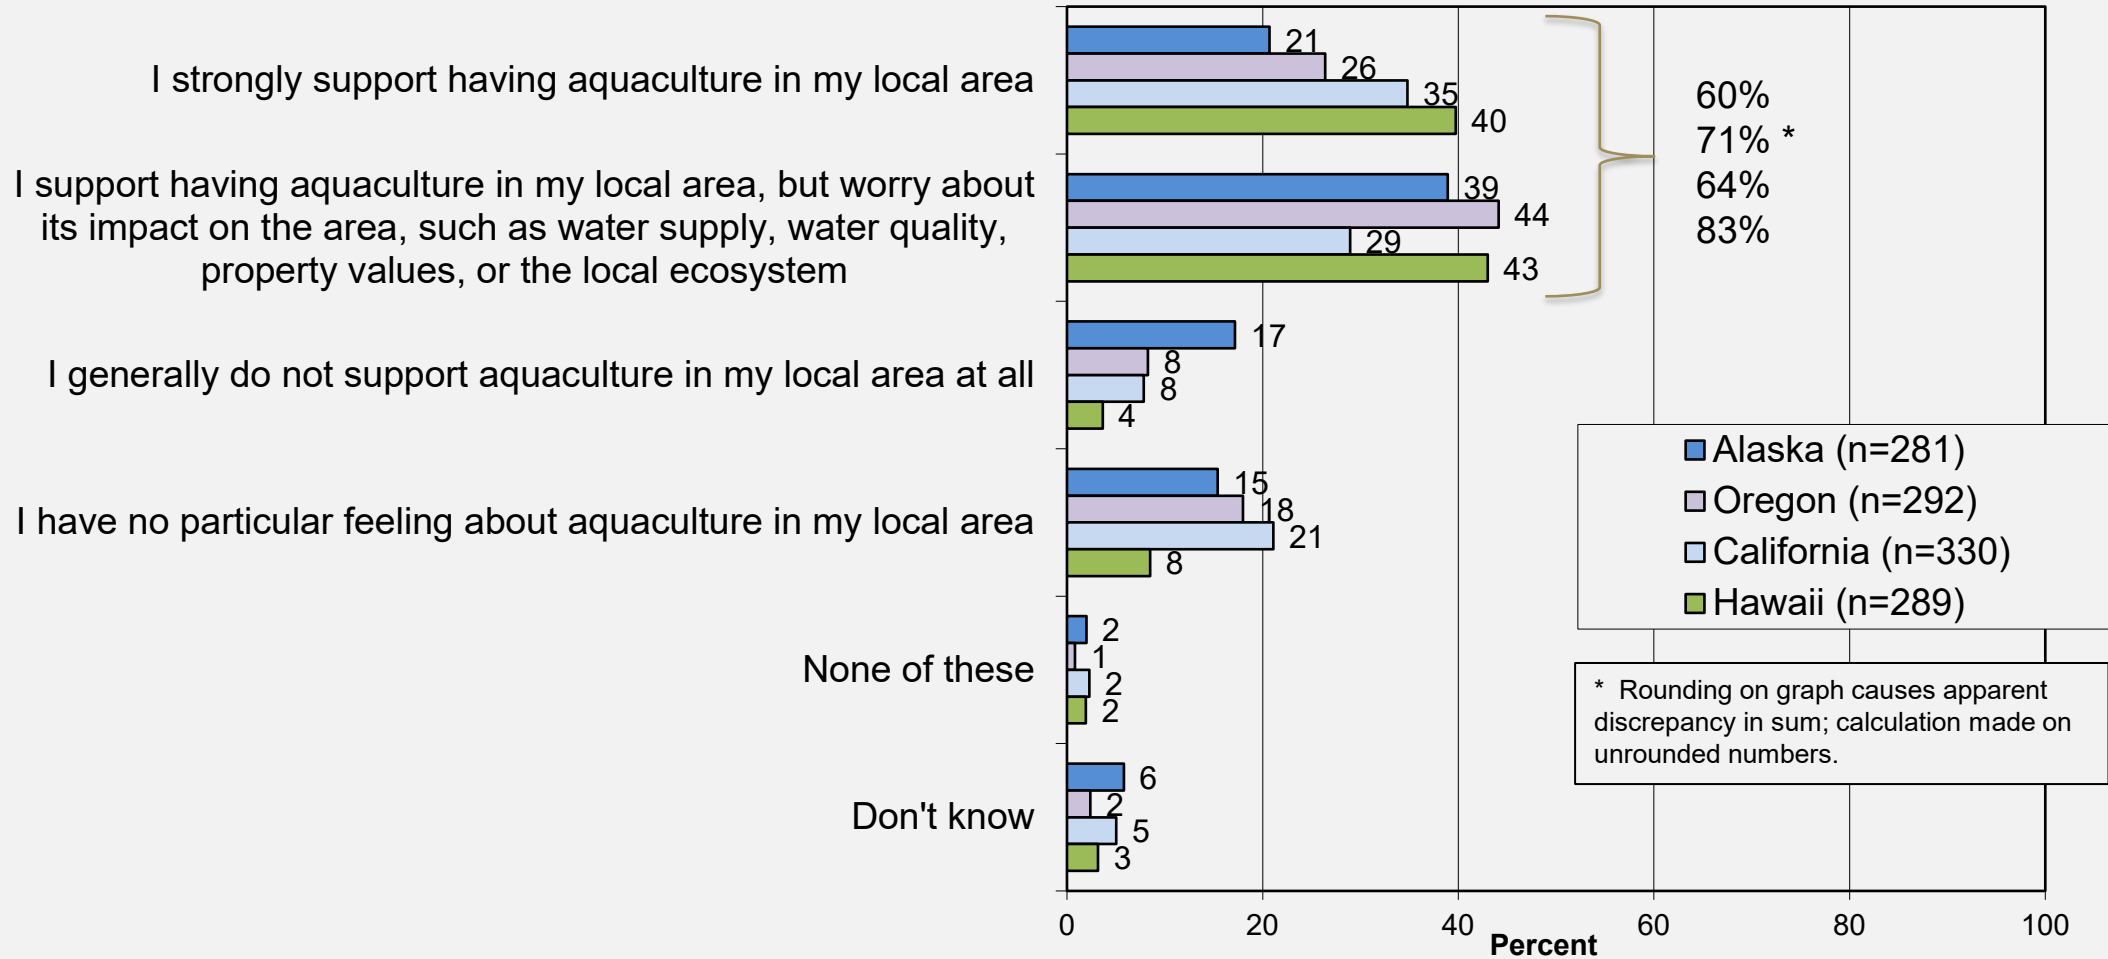 I strongly support having aquaculture in my local area
21
26
35
40
60%
71% *
64%
83%
I support having aquaculture in my local area, but worry about
its impact on the area, such as water supply, water quality,
property values, or the local ecosystem
39
44
29
43
I generally do not support aquaculture in my local area at all
17
8
8
4
I have no particular feeling about aquaculture in my local area
15
18
21
8
None of these
2
1
2
2
Don't know
6
2
5
3
Alaska (n=281)
Oregon (n=292)
California (n=330)
Hawaii (n=289)
* Rounding on graph causes apparent
discrepancy in sum; calculation made on
unrounded numbers.
0 20 40 60 80 100
Percent